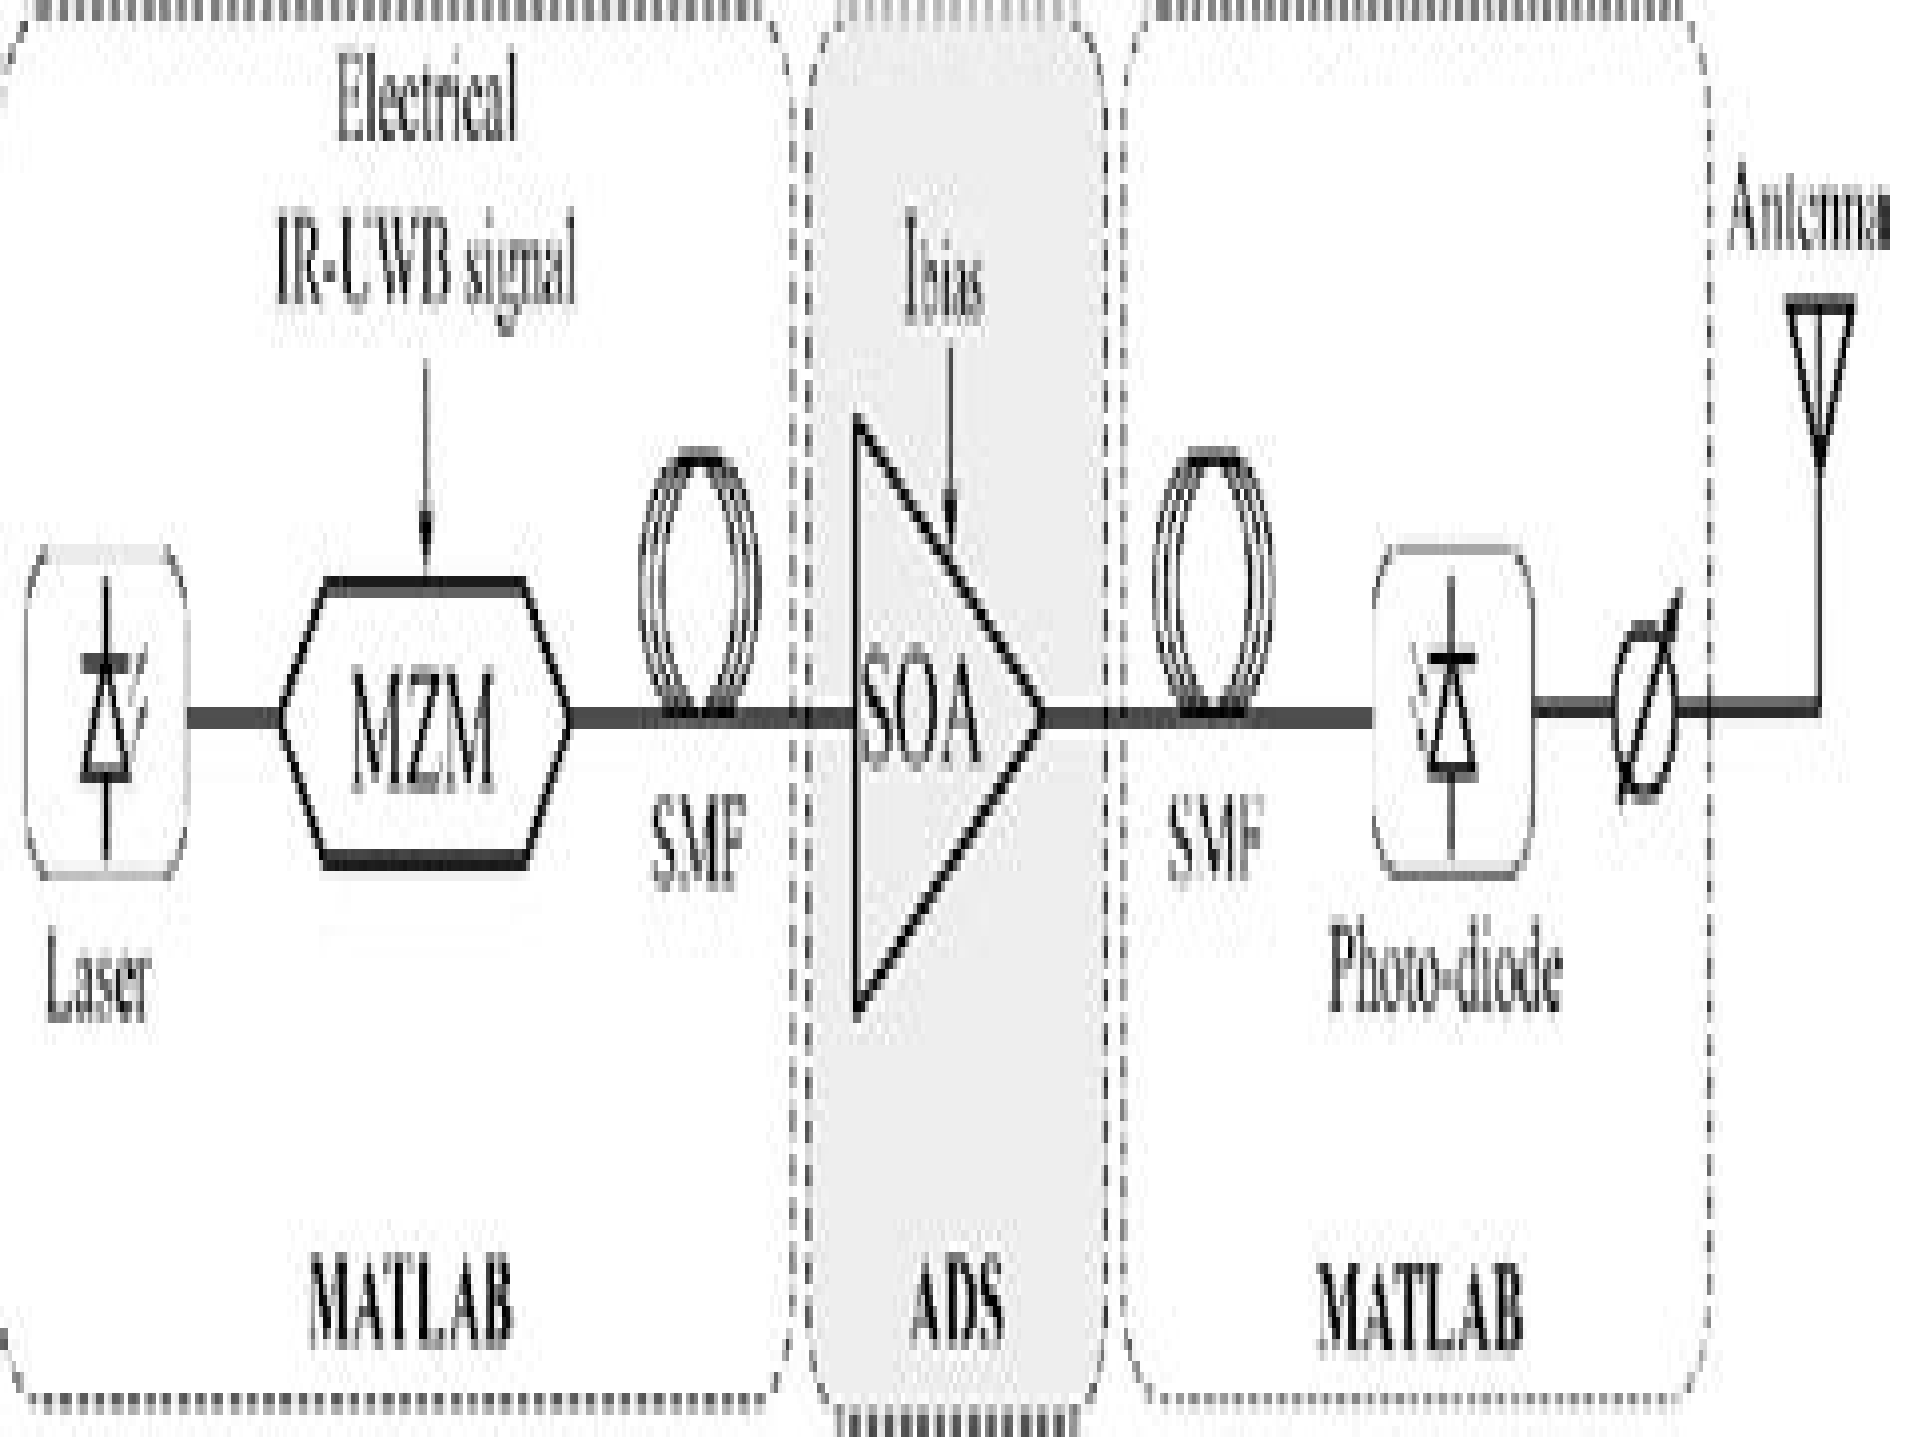 Electrical
IR-UWB signal
Ibias
Antenna
MZM
SOA
SMF
SMF
Laser
Photo-diode
MATLAB
ADS
MATLAB